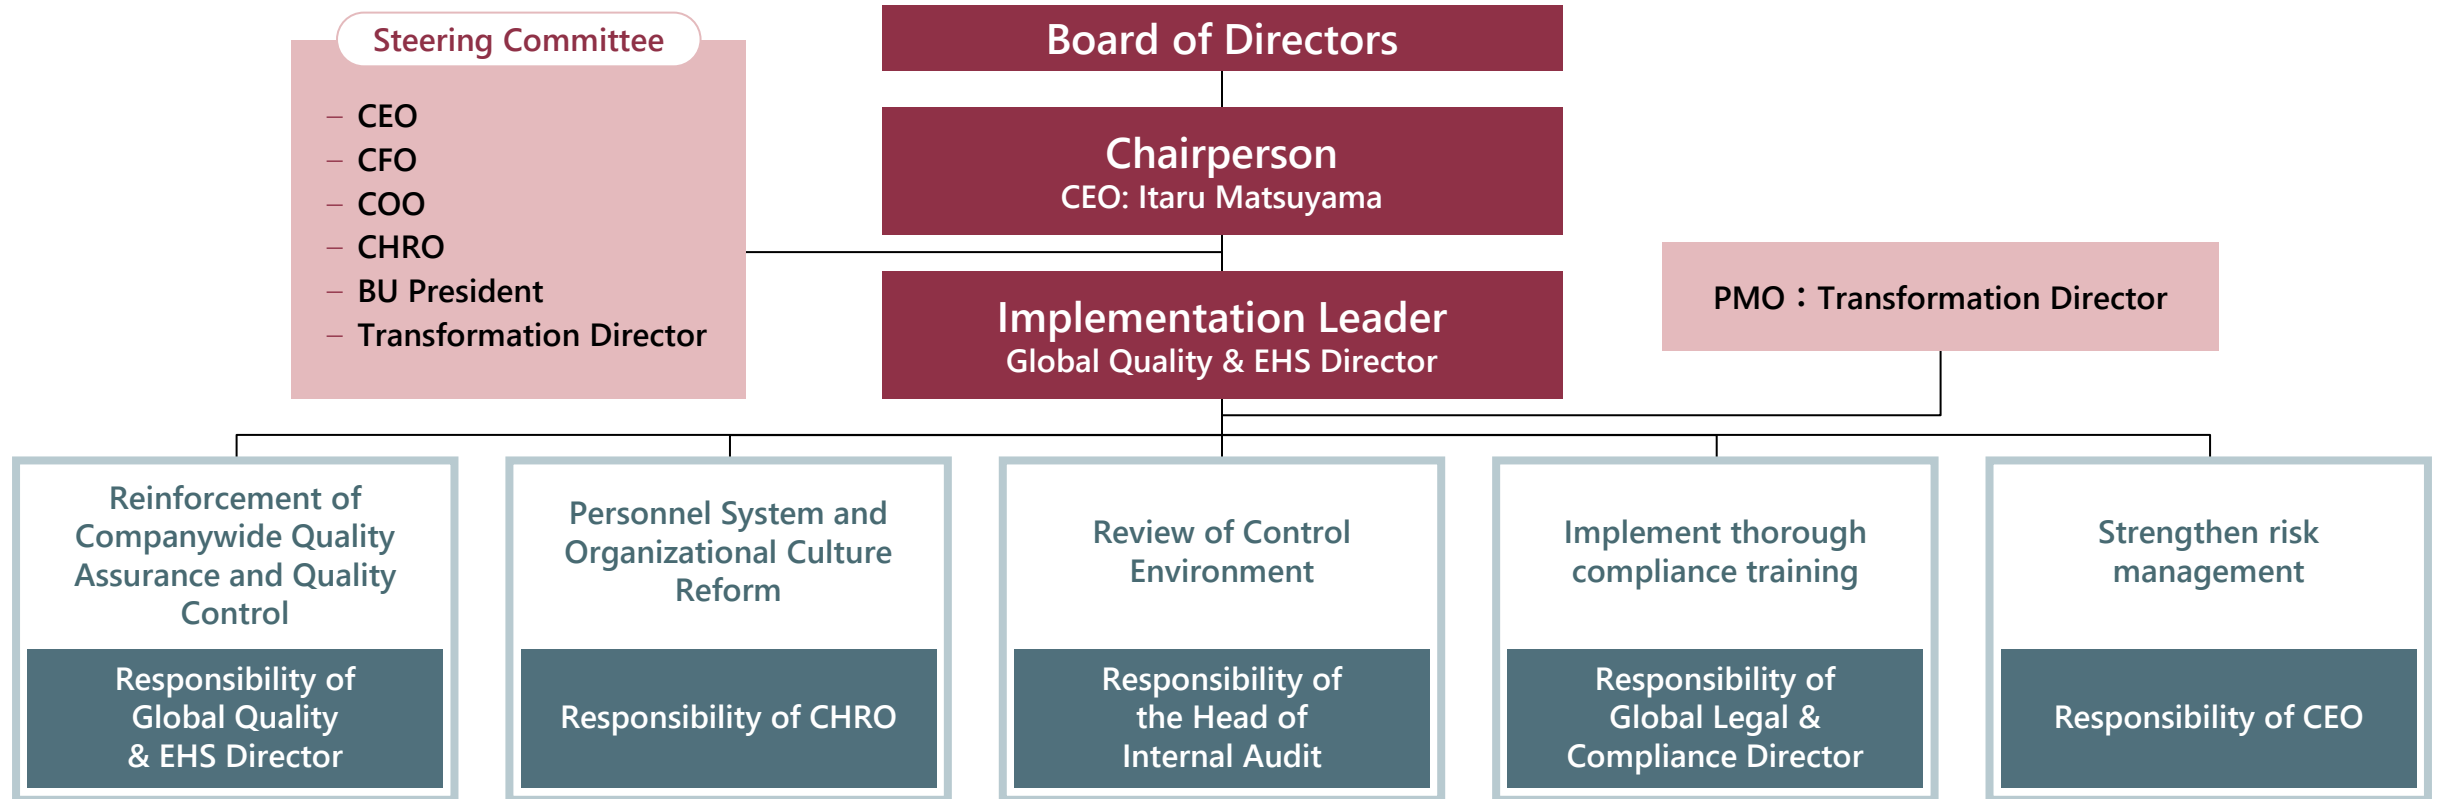 Steering Committee
– CEO
– CFO
– COO
– CHRO
– BU President
– Transformation Director
Board of Directors
Chairperson
CEO: Itaru Matsuyama
Implementation Leader
Global Quality & EHS Director
PMO：Transformation Director
Reinforcement of
Companywide Quality
Assurance and Quality
Control
Responsibility of
Global Quality
& EHS Director
Personnel System and
Organizational Culture
Reform
Responsibility of CHRO
Review of Control
Environment
Responsibility of
the Head of
Internal Audit
Implement thorough
compliance training
Responsibility of
Global Legal &
Compliance Director
Strengthen risk
management
Responsibility of CEO